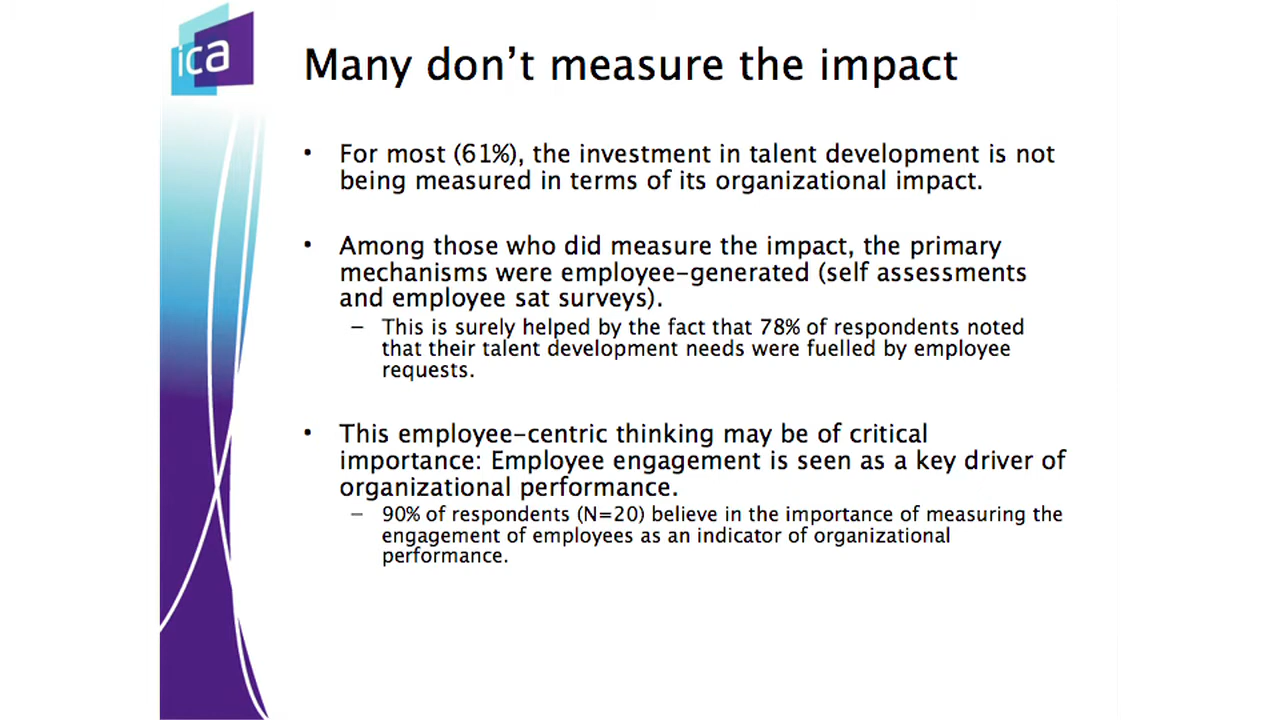 ica
Many don’t measure the impact
• For most (61%), the investment in talent development is not
being measured in terms of its organizational impact.
• Among those who did measure the impact, the primary
mechanisms were employee-generated (self assessments
and employee sat surveys).
– This is surely helped by the fact that 78% of respondents noted
that their talent development needs were fuelled by employee
requests.
• This employee-centric thinking may be of critical
importance: Employee engagement is seen as a key driver of
organizational performance.
– 90% of respondents (N=20) believe in the importance of measuring the
engagement of employees as an indicator of organizational
performance.